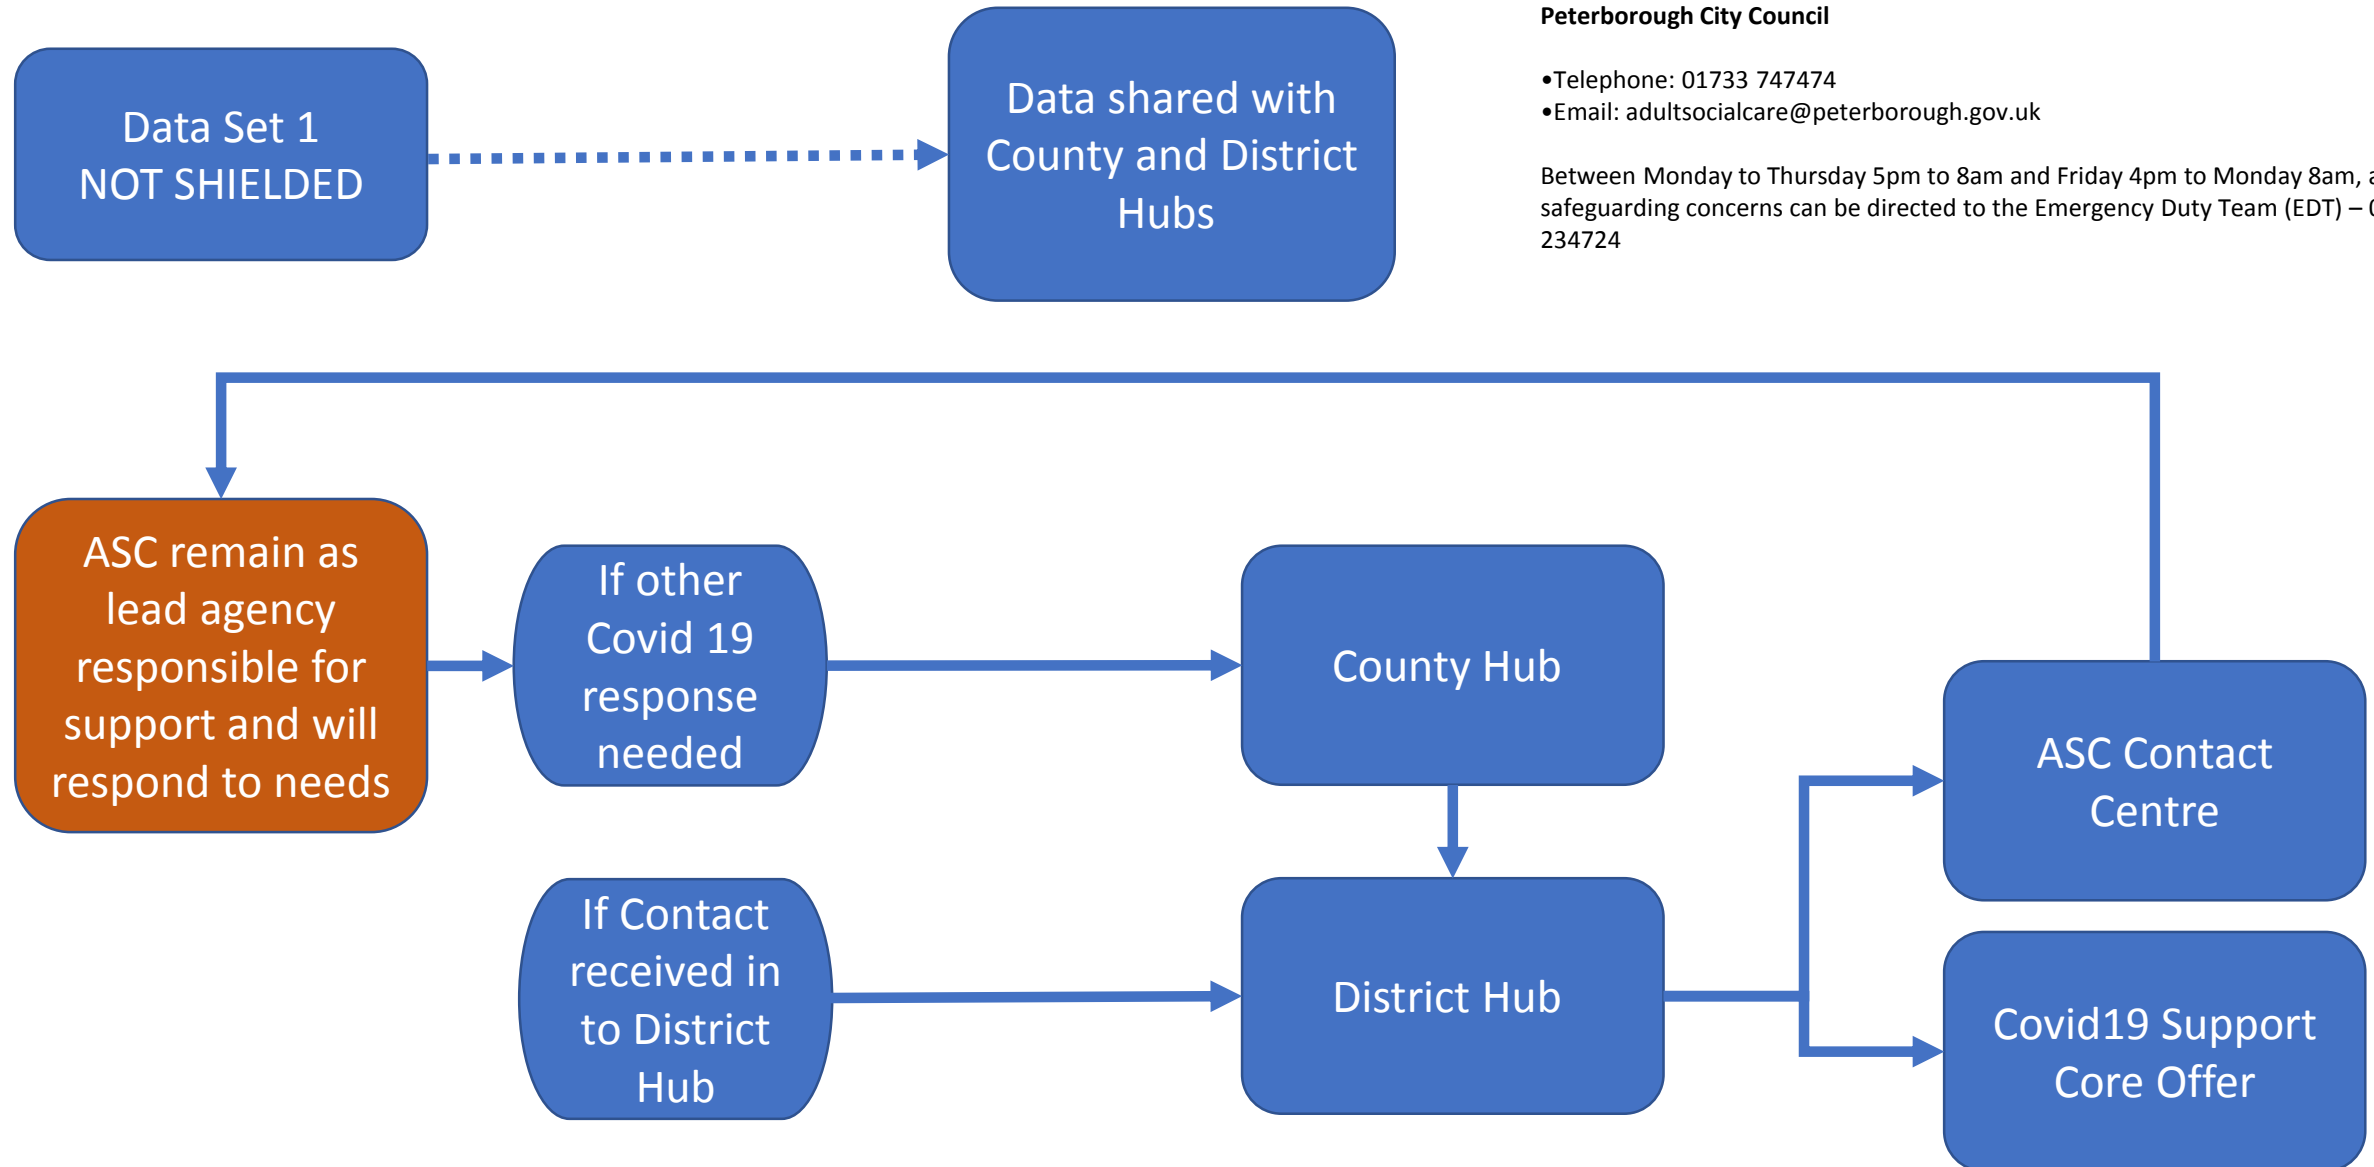 Peterborough City Council
•Telephone: 01733 747474
•Email: adultsocialcare@peterborough.gov.uk
Between Monday to Thursday 5pm to 8am and Friday 4pm to Monday 8am,
safeguarding concerns can be directed to the Emergency Duty Team (EDT) –
234724
Data Set 1
NOT SHIELDED
Data shared with
County and District
Hubs
ASC remain as
lead agency
responsible for
support and will
respond to needs
If other
Covid 19
response
needed
County Hub
ASC Contact
Centre
If Contact
received in
to District
Hub
District Hub
Covid19 Support
Core Offer